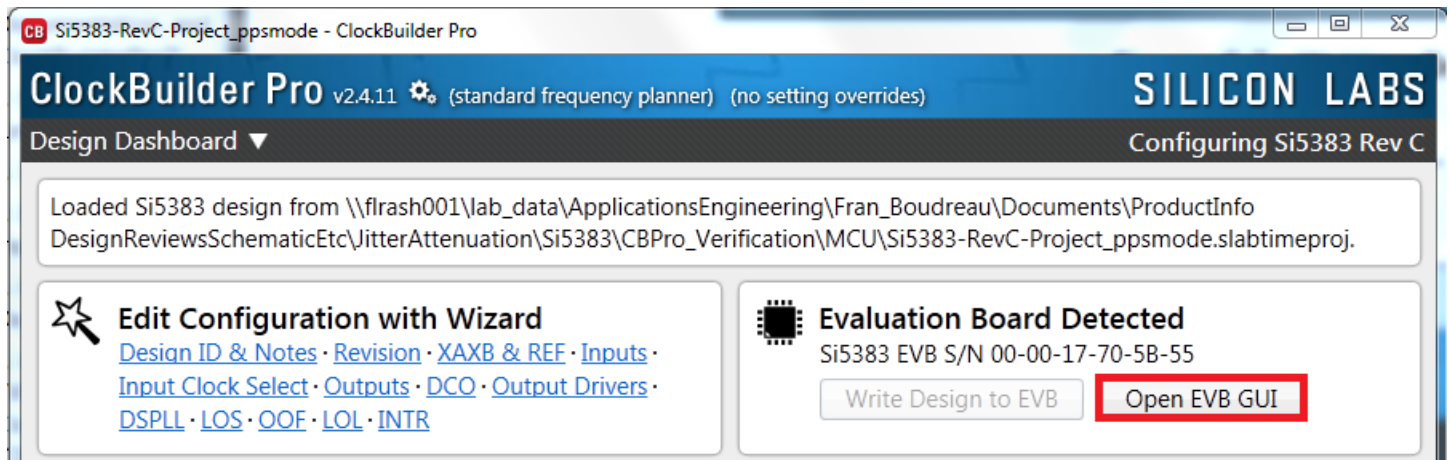 CB Si5383-RevC-Project_ppsmode - ClockBuilder Pro
ClockBuilder Pro v2.4.11 (standard frequency planner) (no setting overrides) SILICON LABS
Design Dashboard ▼ Configuring Si5383 Rev C
Loaded Si5383 design from \\flrash001\lab_data\ApplicationsEngineering\Fran_Boudreau\Documents\ProductInfo
DesignReviewsSchematicEtc\JitterAttenuation\Si5383\CBPro_Verification\MCU\Si5383-RevC-Project_ppsmode.slabtimeproj.
Edit Configuration with Wizard
Design ID & Notes · Revision · XAXB & REF · Inputs ·
Input Clock Select · Outputs · DCO · Output Drivers ·
DSPLL · LOS · OOF · LOL · INTR
Evaluation Board Detected
Si5383 EVB S/N 00-00-17-70-5B-55
Write Design to EVB Open EVB GUI